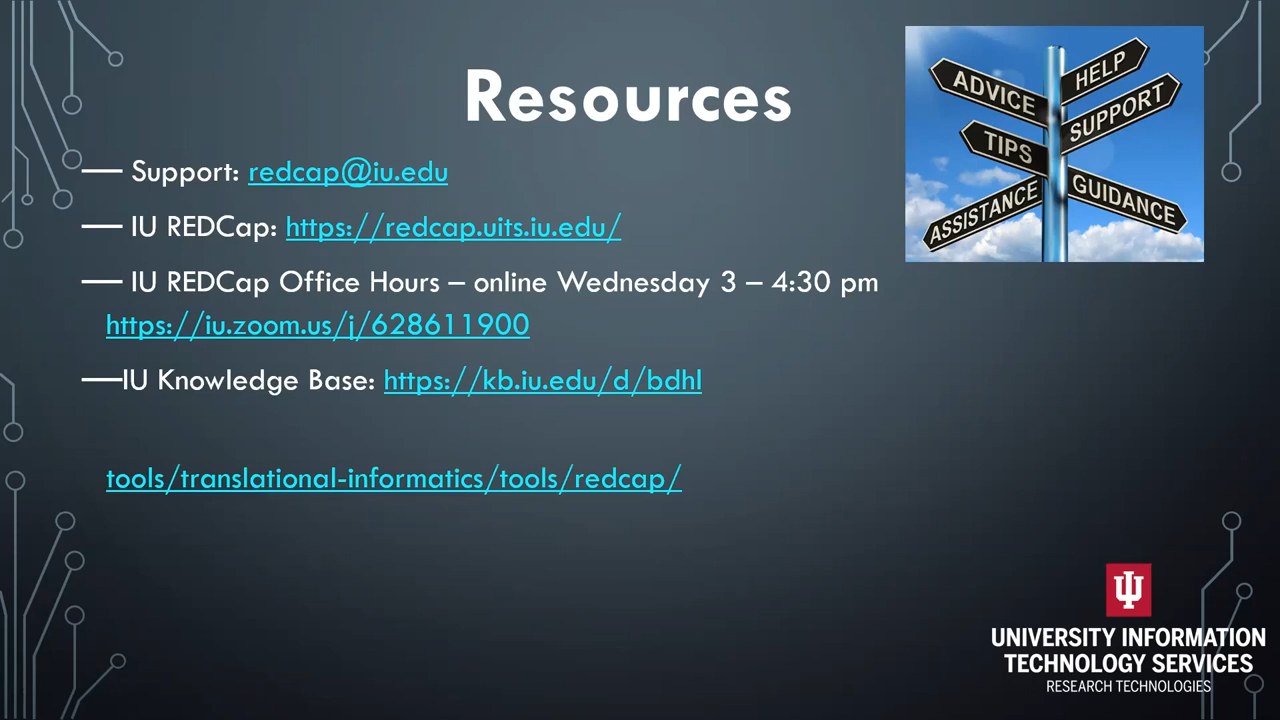 Resources
— Support: redcap@iu.edu
— IU REDCap: https://redcap.uits.iu.edu/
— IU REDCap Office Hours – online Wednesday 3 – 4:30 pm
https://iu.zoom.us/j/628611900
—IU Knowledge Base: https://kb.iu.edu/d/bdhl
tools/translational-informatics/tools/redcap/
ADVICE
HELP
SUPPORT
TIPS
ASSISTANCE
GUIDANCE
UNIVERSITY INFORMATION
TECHNOLOGY SERVICES
RESEARCH TECHNOLOGIES